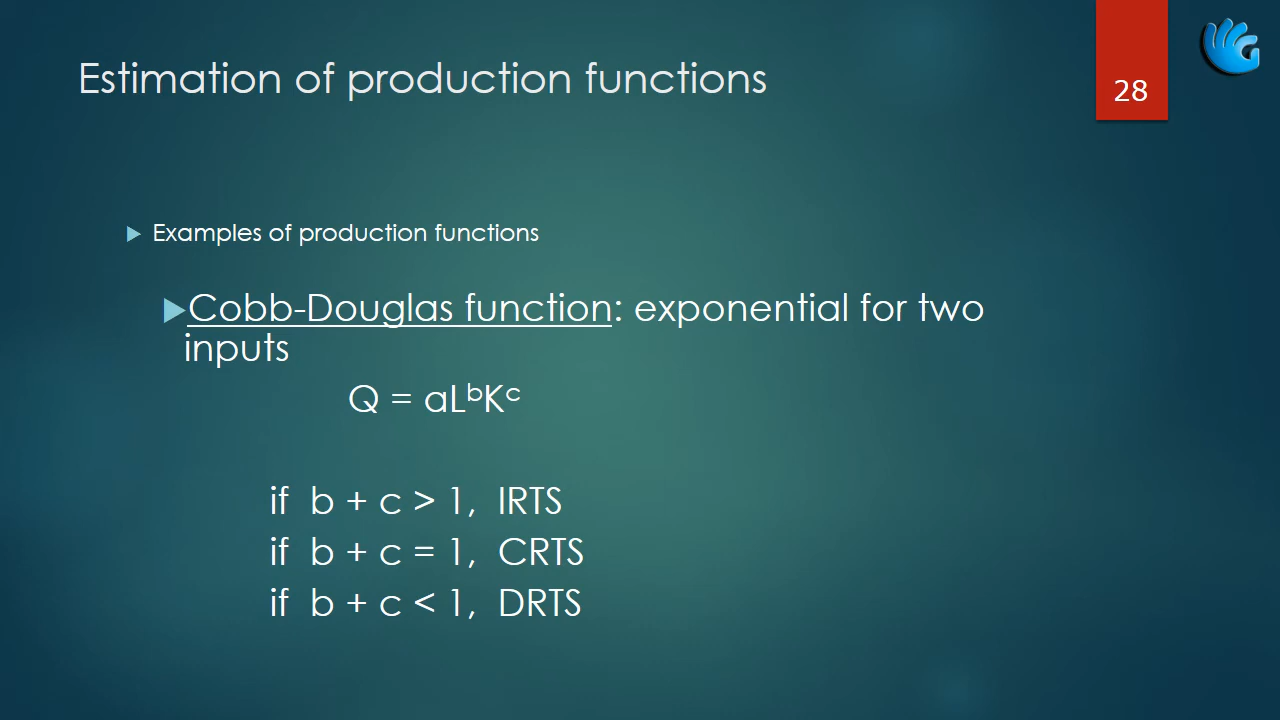 Estimation of production functions
28
Examples of production functions
Cobb-Douglas function: exponential for two
inputs
Q = aLᵇKᶜ
if b + c > 1, IRTS
if b + c = 1, CRTS
if b + c < 1, DRTS